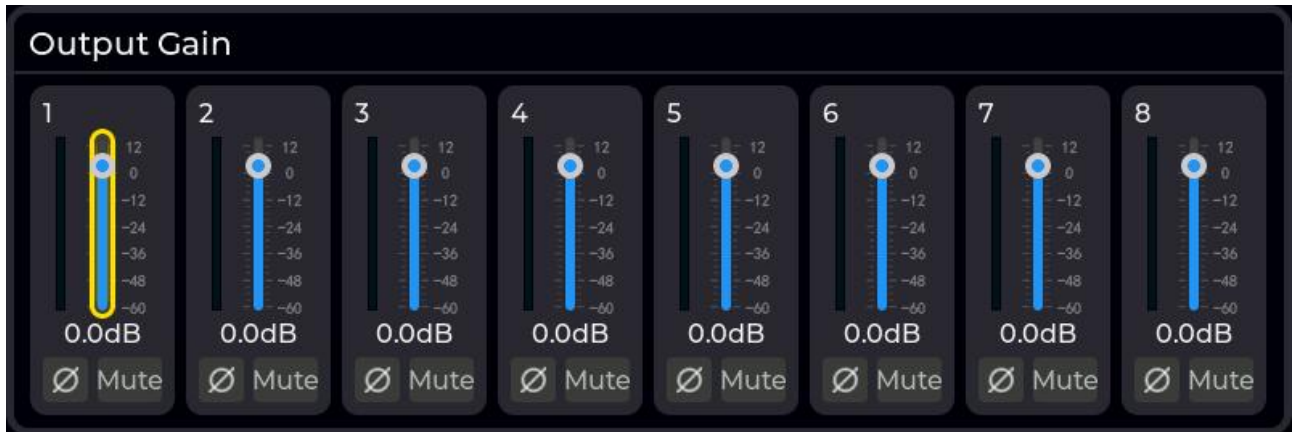 Output Gain
1 2 3 4 5 6 7 8
12 12 12 12 12 12 12 12
0 0 0 0 0 0 0 0
-12 -12 -12 -12 -12 -12 -12 -12
-24 -24 -24 -24 -24 -24 -24 -24
-36 -36 -36 -36 -36 -36 -36 -36
-48 -48 -48 -48 -48 -48 -48 -48
-60 -60 -60 -60 -60 -60 -60 -60
0.0dB 0.0dB 0.0dB 0.0dB 0.0dB 0.0dB 0.0dB 0.0dB
Ø Mute Ø Mute Ø Mute Ø Mute Ø Mute Ø Mute Ø Mute Ø Mute